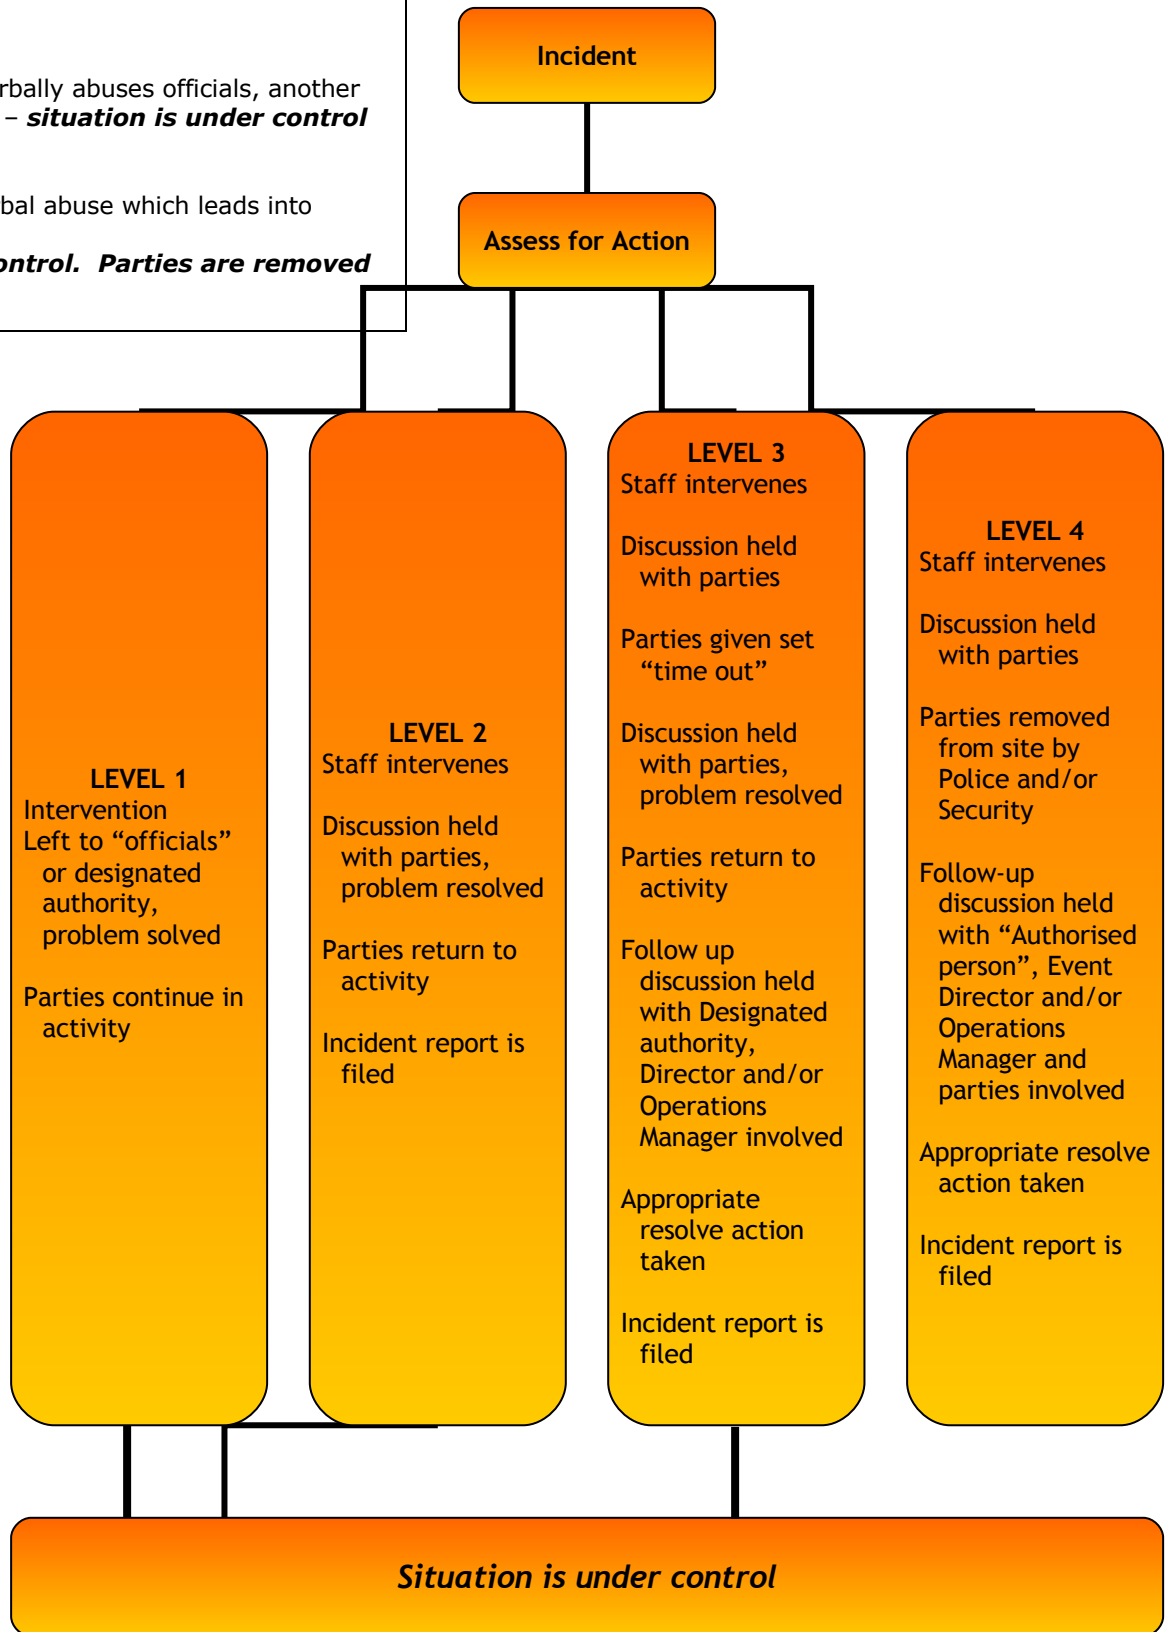 rbally abuses officials, another
– situation is under control
bal abuse which leads into
ontrol.  Parties are removed
Incident
Assess for Action
LEVEL 1
Intervention
Left to “officials”
or designated
authority,
problem solved
Parties continue in
activity
LEVEL 2
Staff intervenes
Discussion held
with parties,
problem resolved
Parties return to
activity
Incident report is
filed
LEVEL 3
Staff intervenes
Discussion held
with parties
Parties given set
“time out”
Discussion held
with parties,
problem resolved
Parties return to
activity
Follow up
discussion held
with Designated
authority,
Director and/or
Operations
Manager involved
Appropriate
resolve action
taken
Incident report is
filed
LEVEL 4
Staff intervenes
Discussion held
with parties
Parties removed
from site by
Police and/or
Security
Follow-up
discussion held
with “Authorised
person”, Event
Director and/or
Operations
Manager and
parties involved
Appropriate resolve
action taken
Incident report is
filed
Situation is under control